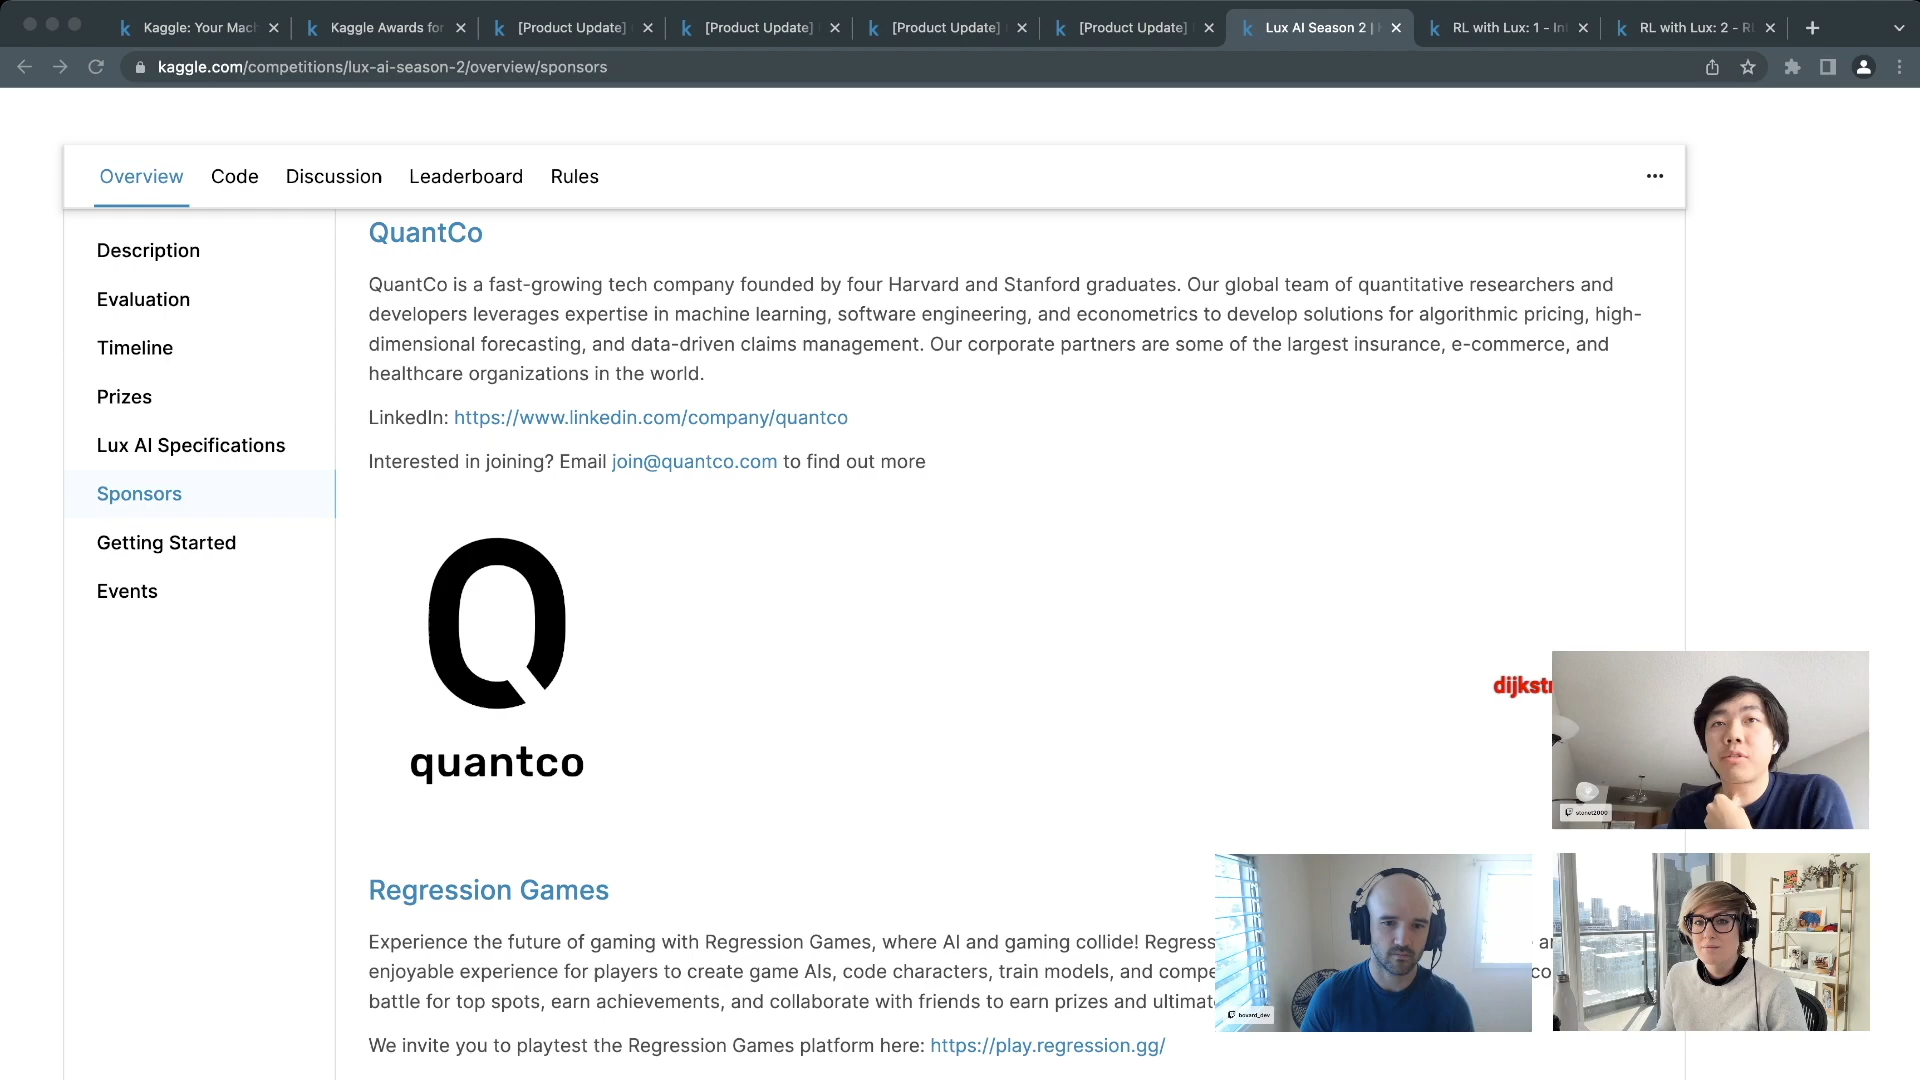 Kaggle: Your Mach
Kaggle Awards for
[Product Update]
[Product Update]
[Product Update]
[Product Update]
Lux AI Season 2 |
RL with Lux: 1 - In
RL with Lux: 2 - R
kaggle.com/competitions/lux-ai-season-2/overview/sponsors
Overview
Code
Discussion
Leaderboard
Rules
Description
Evaluation
Timeline
Prizes
Lux AI Specifications
Sponsors
Getting Started
Events
QuantCo
QuantCo is a fast-growing tech company founded by four Harvard and Stanford graduates. Our global team of quantitative researchers and
developers leverages expertise in machine learning, software engineering, and econometrics to develop solutions for algorithmic pricing, high-
dimensional forecasting, and data-driven claims management. Our corporate partners are some of the largest insurance, e-commerce, and
healthcare organizations in the world.
LinkedIn: https://www.linkedin.com/company/quantco
Interested in joining? Email join@quantco.com to find out more
Q
quantco
dijkstr
stonet2000
Regression Games
Experience the future of gaming with Regression Games, where AI and gaming collide! Regress
enjoyable experience for players to create game AIs, code characters, train models, and compe
battle for top spots, earn achievements, and collaborate with friends to earn prizes and ultimat
bovard_dev
We invite you to playtest the Regression Games platform here: https://play.regression.gg/